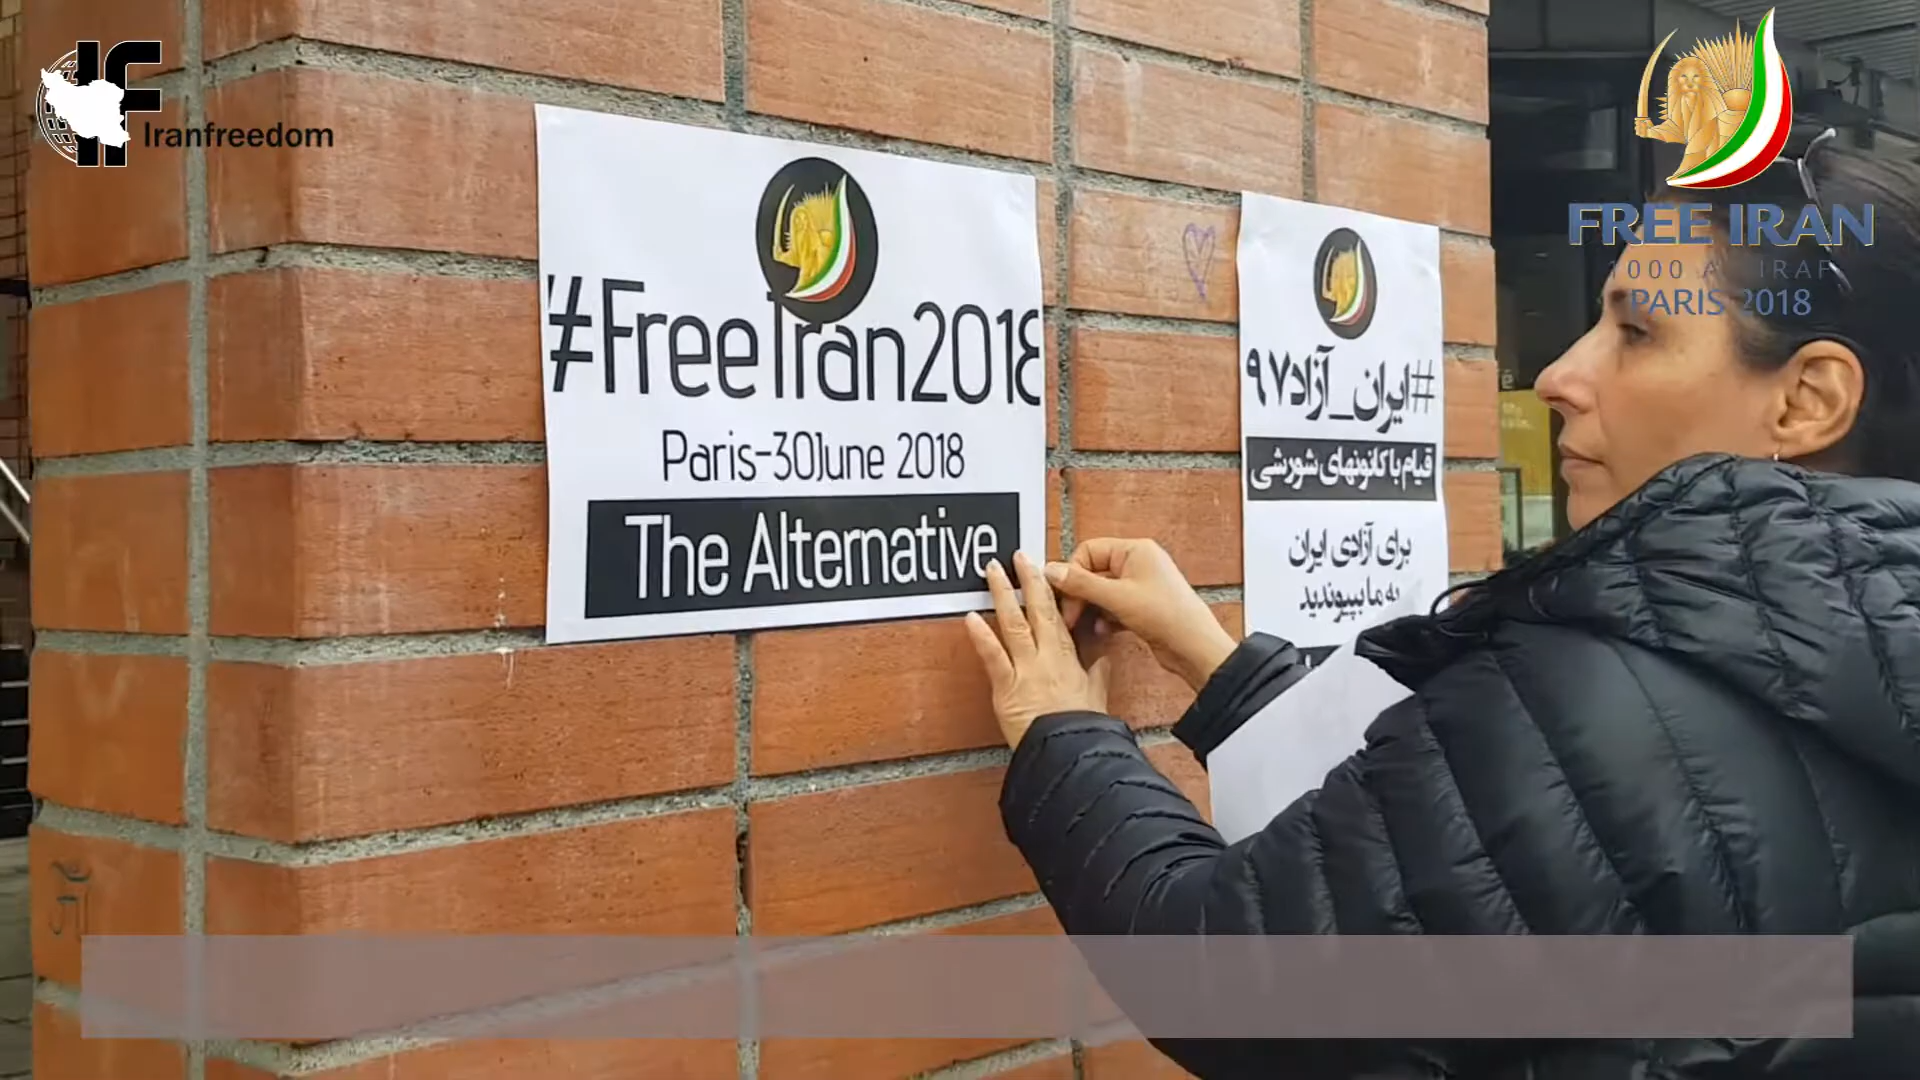 IF
Iranfreedom
#FreeIran2018
Paris-30June 2018
The Alternative
#ایران_آزاد۹۷
قیام با کانونهای شورشی
برای آزادی ایران
به ما بپیوندید
FREE IRAN
PARIS 2018